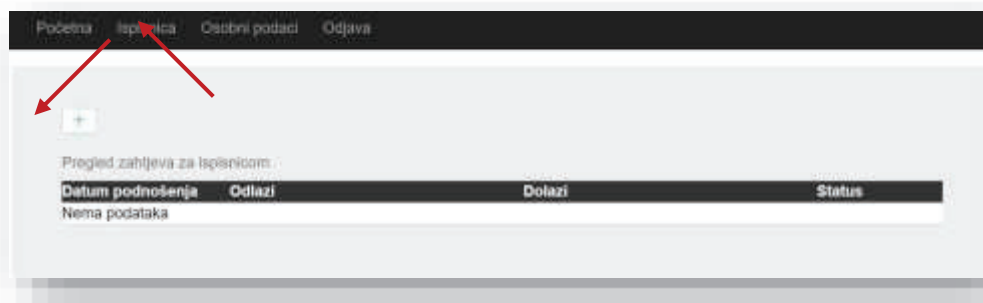 Početna Ispisnica Osobni podaci Odjava
+
Pregled zahtjeva za Ispisnicom
Datum podnošenja Odlazi Dolazi Status
Nema podataka